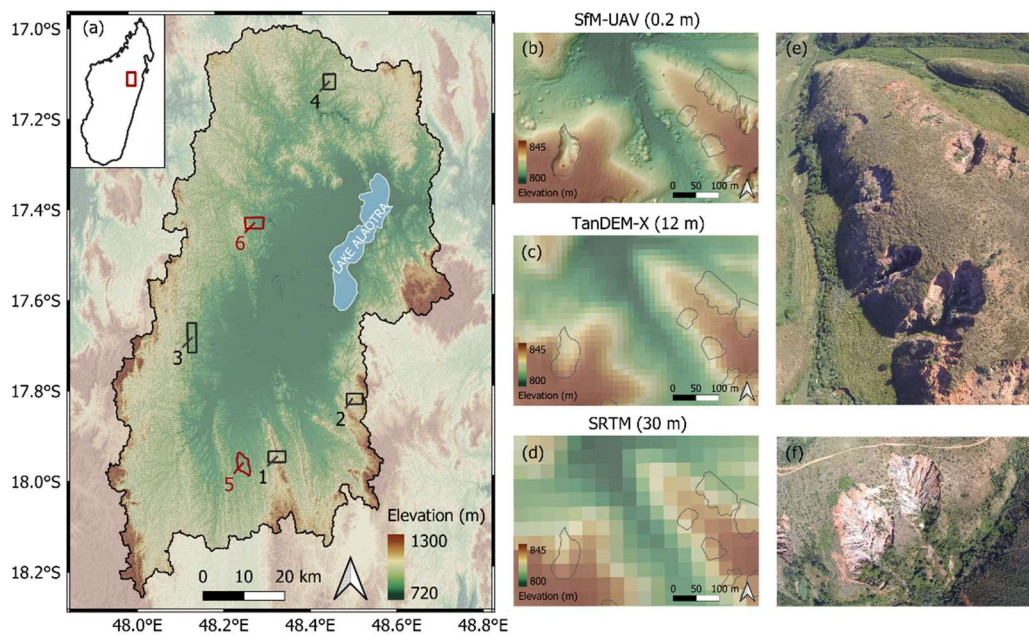 (a)
17.0°S
17.2°S
17.4°S
17.6°S
17.8°S
18.0°S
18.2°S
48.0°E
48.2°E
48.4°E
48.6°E
48.8°E
4
6
LAKE ALAOTRA
3
2
1
5
Elevation (m)
1300
720
0 10 20 km
SfM-UAV (0.2 m)
(b)
845
800
Elevation (m)
0 50 100 m
TanDEM-X (12 m)
(c)
845
800
Elevation (m)
0 50 100 m
SRTM (30 m)
(d)
845
800
Elevation (m)
0 50 100 m
(e)
(f)